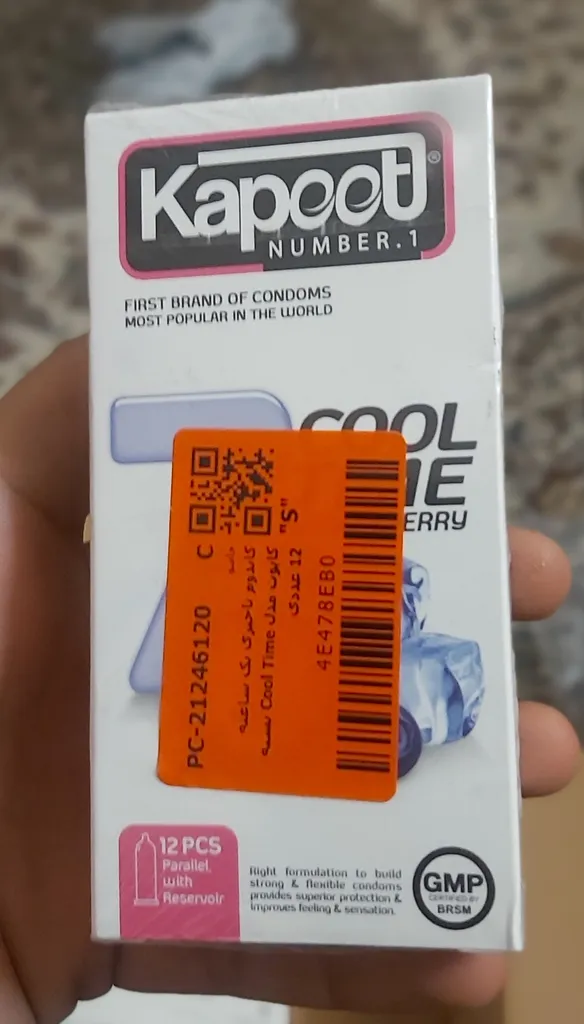 Kapoot®
NUMBER.1
FIRST BRAND OF CONDOMS
MOST POPULAR IN THE WORLD
COOL
ERRY
PC-21246120 C
کاندوم تاخیری یک ساعته
کاپوت مدل Cool Time بسته
12 عددی
"S"
4E478EB0
12 PCS
Parallel
with
Reservoir
Right formulation to build
strong & flexible condoms
provides superior protection &
improves feeling & sensation.
GMP
CERTIFIED BY
BRSM